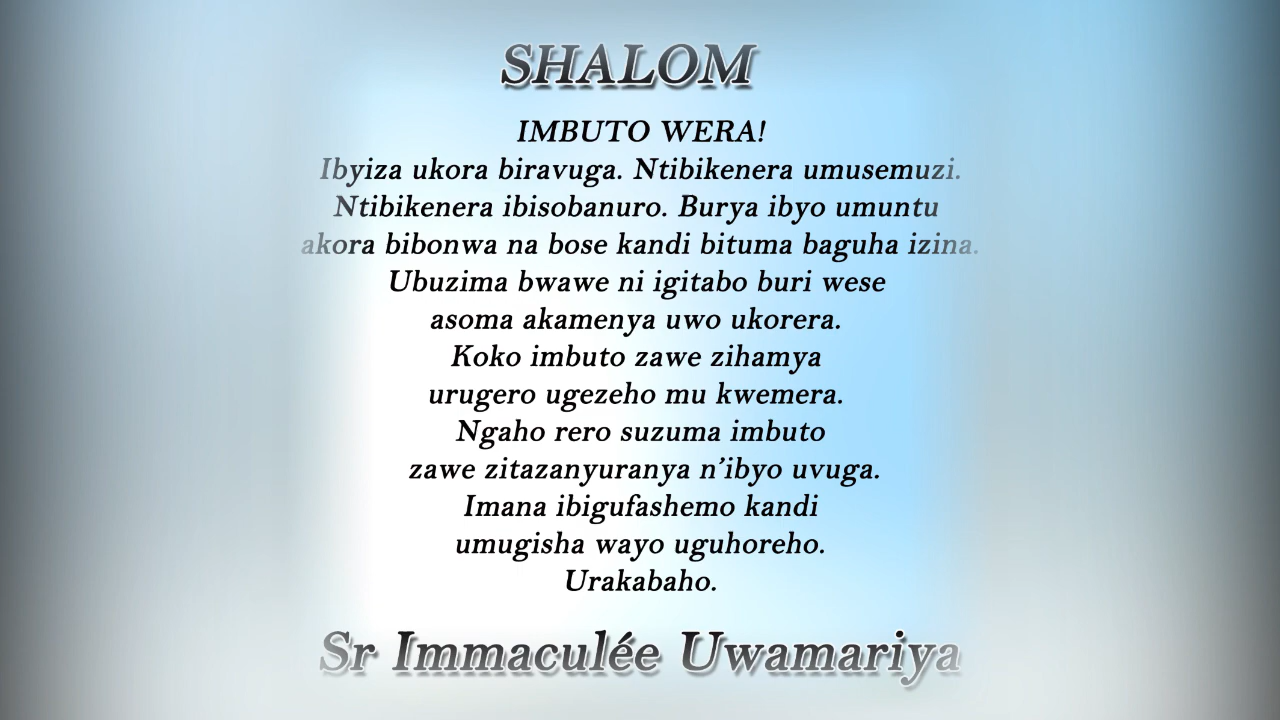 SHALOM
IMBUTO WERA!
Ibyiza ukora biravuga. Ntibikenera umusemuzi.
Ntibikenera ibisobanuro. Burya ibyo umuntu
akora bibonwa na bose kandi bituma baguha izina.
Ubuzima bwawe ni igitabo buri wese
asoma akamenya uwo ukorera.
Koko imbuto zawe zihamya
urugero ugezeho mu kwemera.
Ngaho rero suzuma imbuto
zawe zitazanyuranya n’ibyo uvuga.
Imana ibigufashemo kandi
umugisha wayo uguhoreho.
Urakabaho.
Sr Immaculée Uwamariya